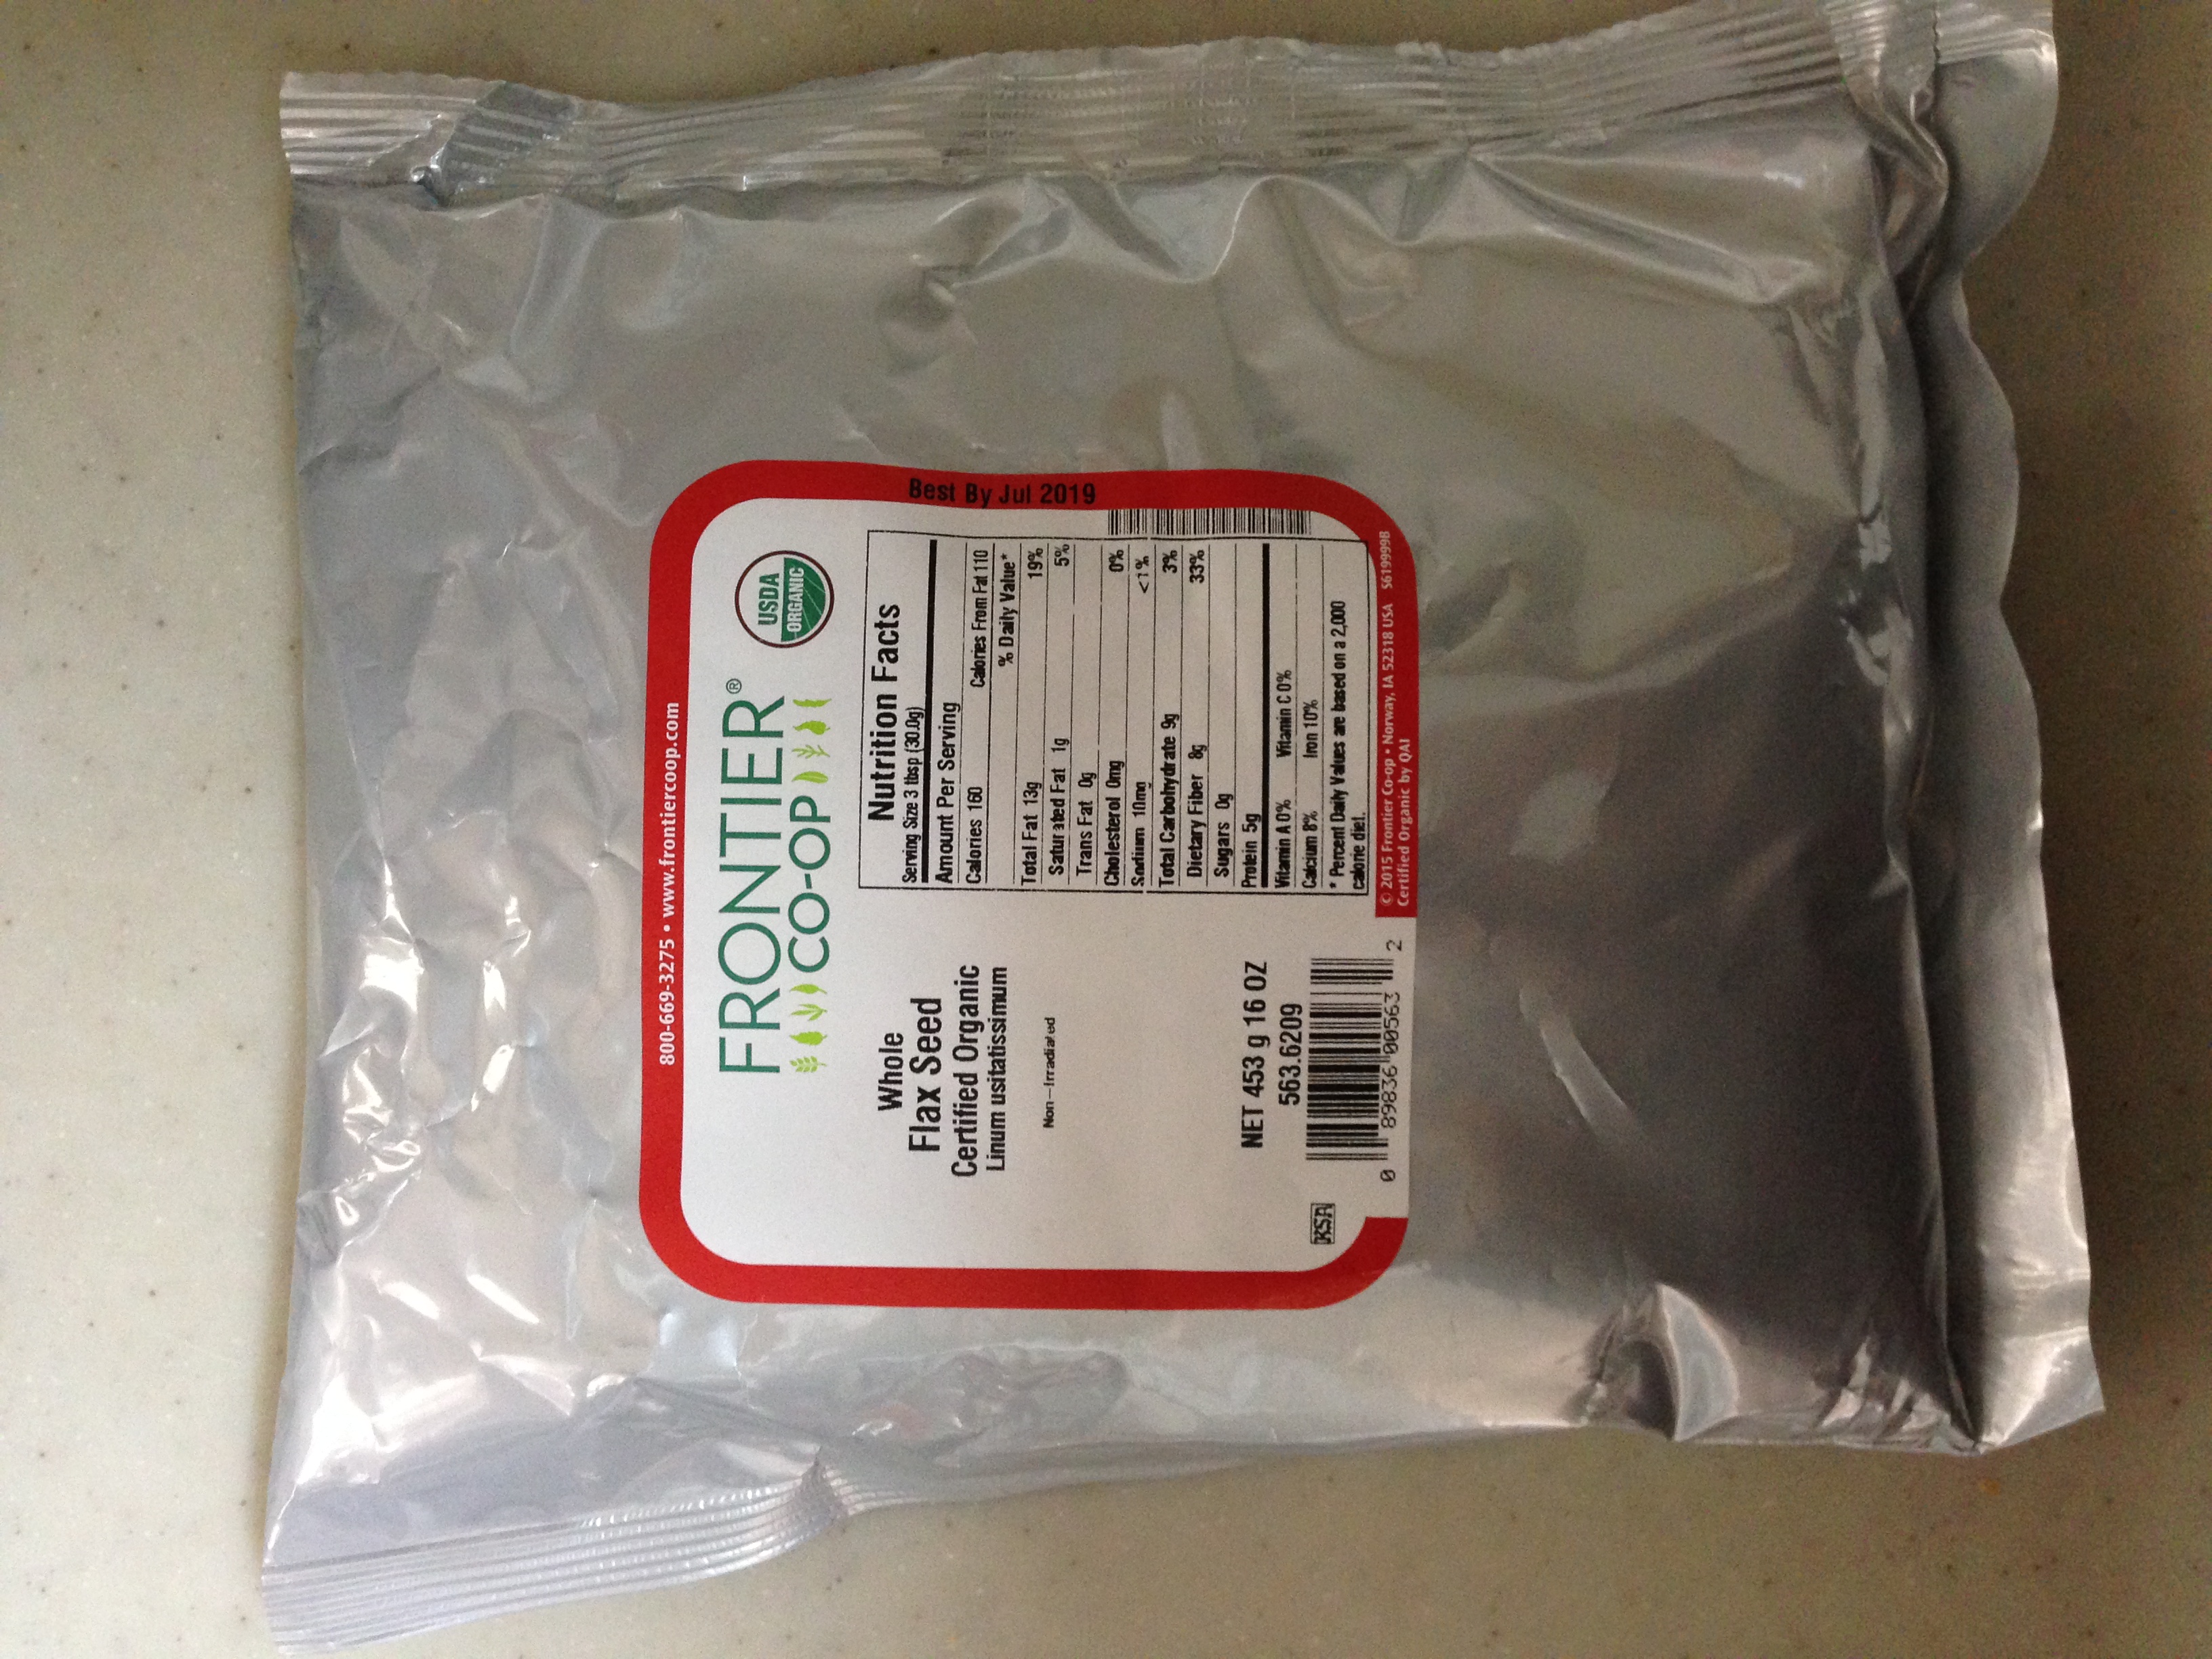 800-669-3275 • www.frontiercoop.com
FRONTIER®
CO-OP
USDA
ORGANIC
Whole
Flax Seed
Certified Organic
Linum usitatissimum
Non-Irradiated
NET 453 g 16 OZ
563.6209
KSA
0 89836 00563 2
Nutrition Facts
Serving Size 3 tbsp (30.0g)
Amount Per Serving
Calories 160 Calories From Fat 110
% Daily Value*
Total Fat 13g 19%
Saturated Fat 1g 5%
Trans Fat 0g
Cholesterol 0mg 0%
Sodium 10mg <1%
Total Carbohydrate 9g 3%
Dietary Fiber 8g 33%
Sugars 0g
Protein 5g
Vitamin A 0% Vitamin C 0%
Calcium 8% Iron 10%
* Percent Daily Values are based on a 2,000
calorie diet.
Best By Jul 2019
© 2015 Frontier Co-op • Norway, IA 52318 USA S619999B
Certified Organic by QAI